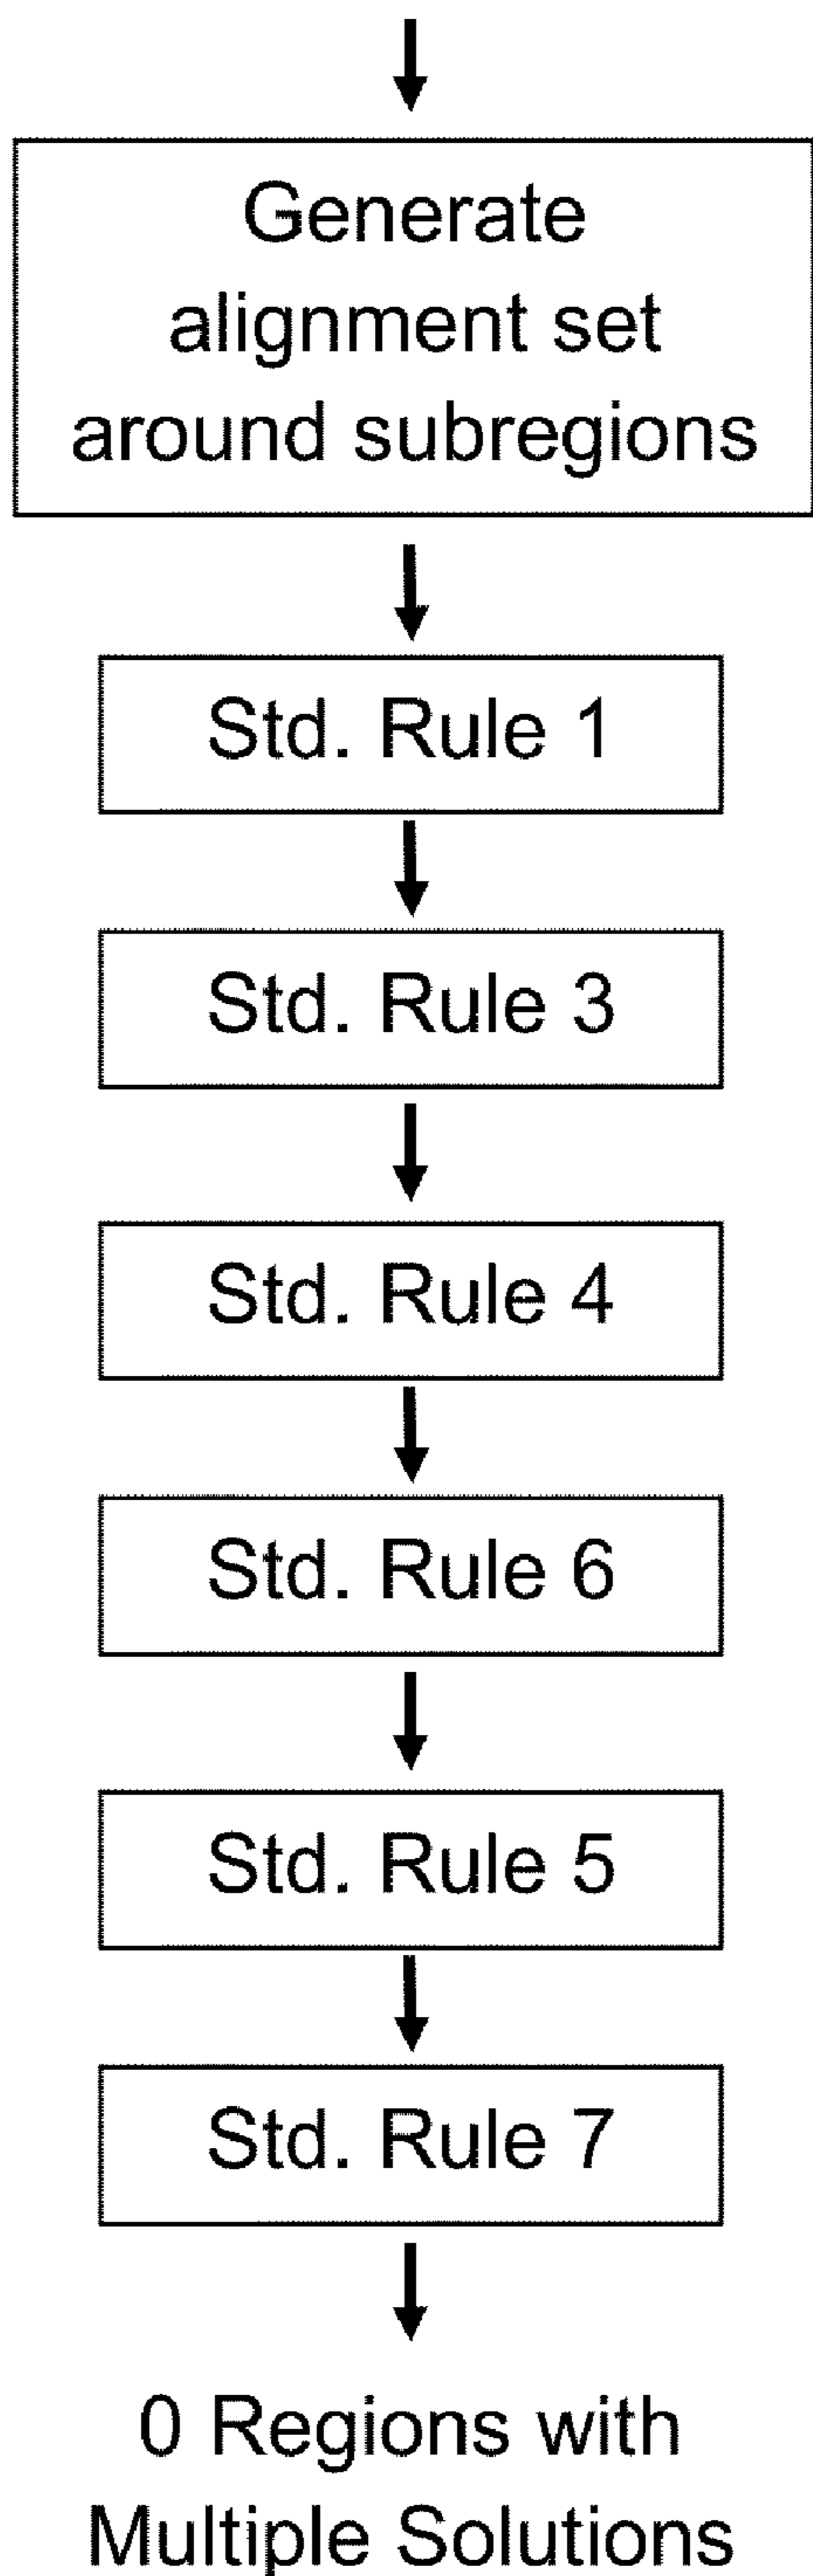 Generate
alignment set
around subregions
Std. Rule 1
Std. Rule 3
Std. Rule 4
Std. Rule 6
Std. Rule 5
Std. Rule 7
0 Regions with
Multiple Solutions